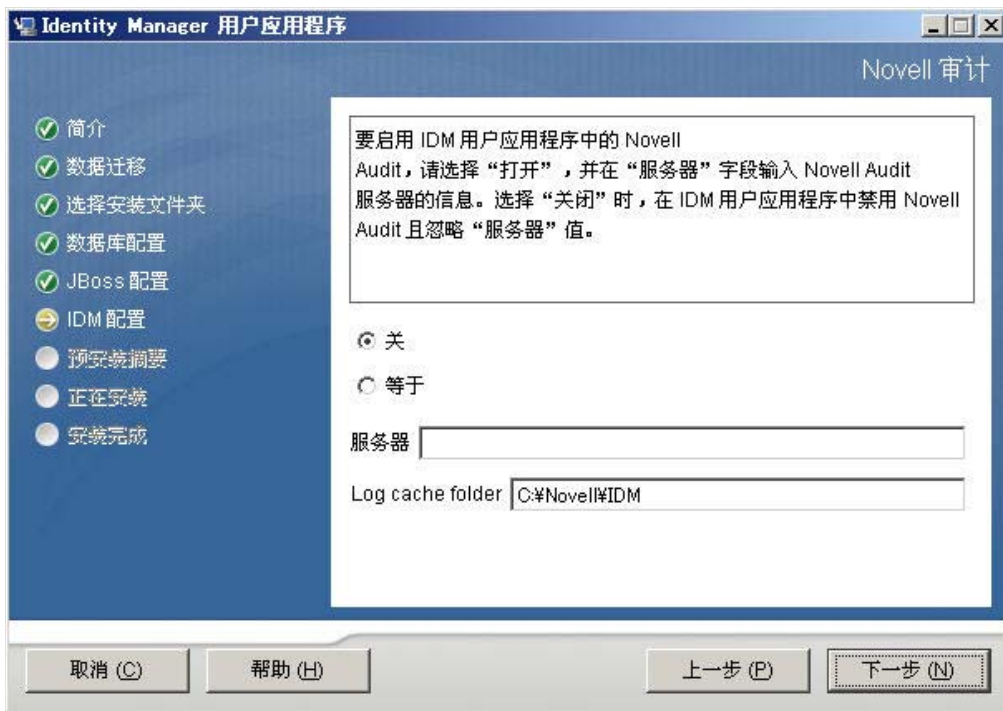 Identity Manager 用户应用程序
Novell 审计
简介
数据迁移
选择安装文件夹
数据库配置
JBoss 配置
IDM 配置
预安装摘要
正在安装
安装完成
要启用 IDM 用户应用程序中的 Novell
Audit，请选择“打开”，并在“服务器”字段输入 Novell Audit
服务器的信息。选择“关闭”时，在 IDM 用户应用程序中禁用 Novell
Audit 且忽略“服务器”值。
关
等于
服务器
Log cache folder C:¥Novell¥IDM
取消 (C) 帮助 (H) 上一步 (P) 下一步 (N)